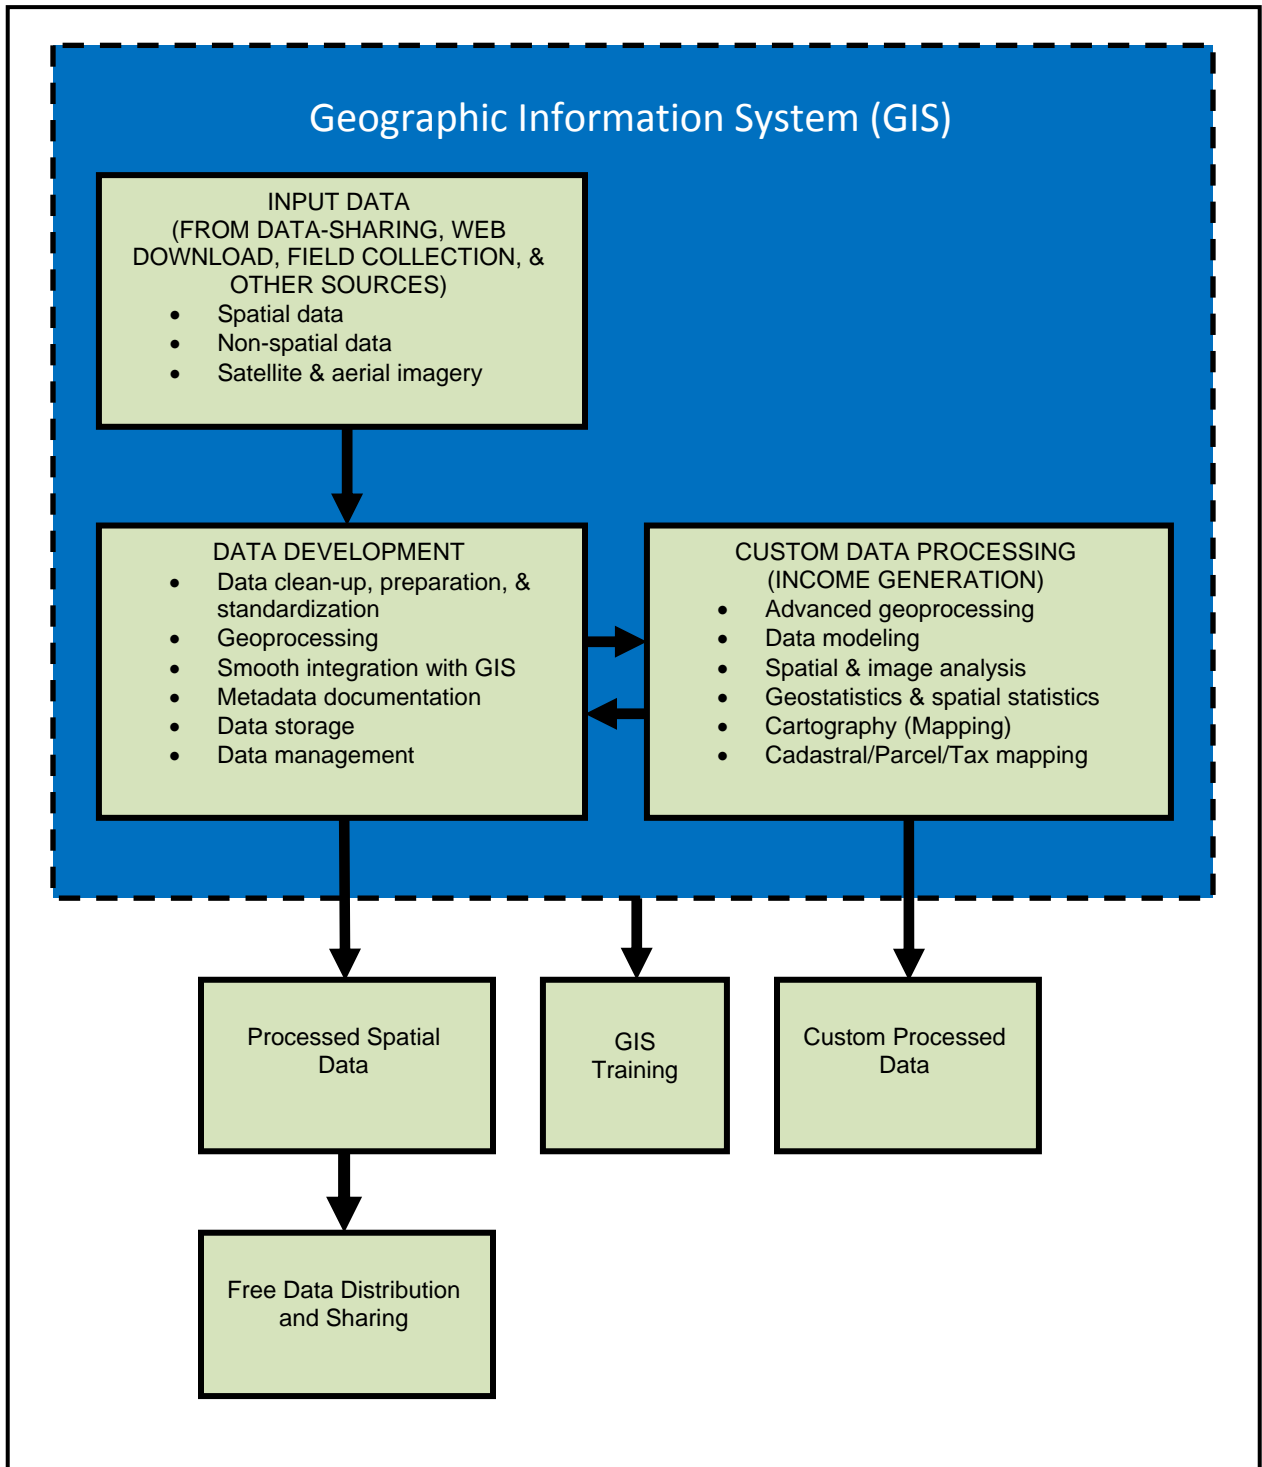 Geographic Information System (GIS)
INPUT DATA
(FROM DATA-SHARING, WEB
DOWNLOAD, FIELD COLLECTION, &
OTHER SOURCES)
• Spatial data
• Non-spatial data
• Satellite & aerial imagery
DATA DEVELOPMENT
• Data clean-up, preparation, &
standardization
• Geoprocessing
• Smooth integration with GIS
• Metadata documentation
• Data storage
• Data management
CUSTOM DATA PROCESSING
(INCOME GENERATION)
• Advanced geoprocessing
• Data modeling
• Spatial & image analysis
• Geostatistics & spatial statistics
• Cartography (Mapping)
• Cadastral/Parcel/Tax mapping
Processed Spatial
Data
GIS
Training
Custom Processed
Data
Free Data Distribution
and Sharing